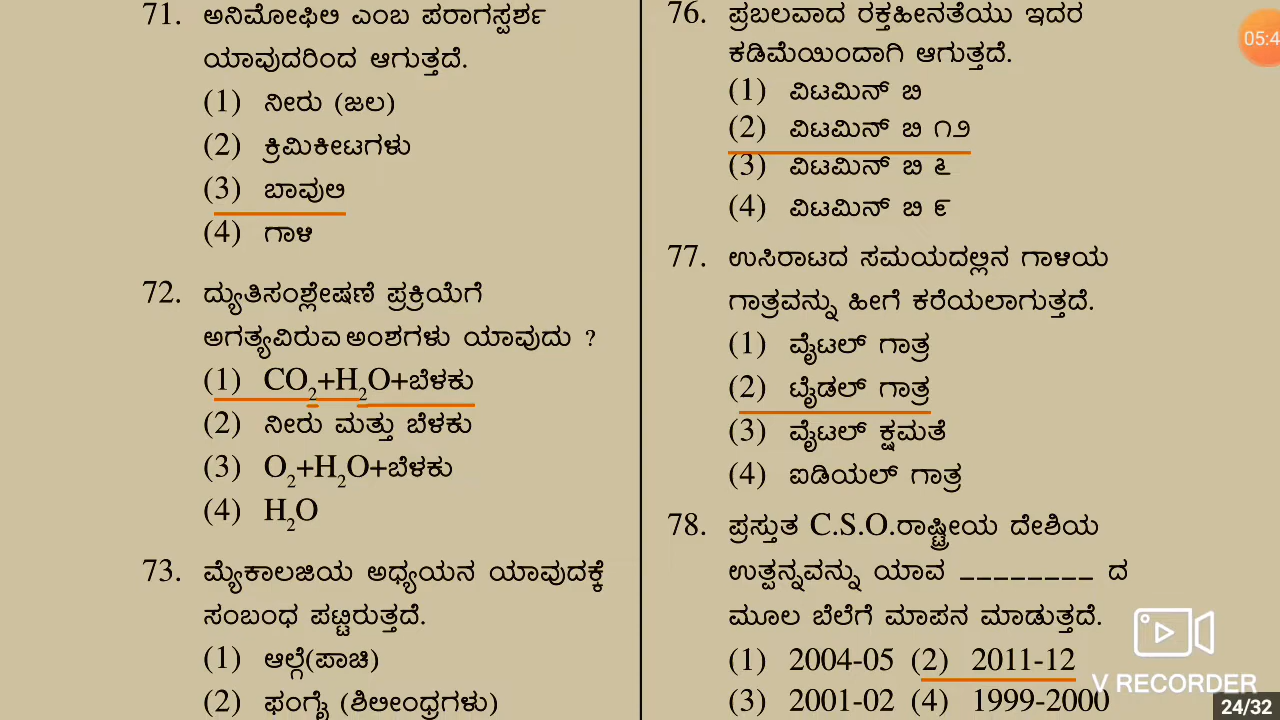 71. ಅನಿಮೋಫಿಲಿ ಎಂಬ ಪರಾಗಸ್ಪರ್ಶ
ಯಾವುದರಿಂದ ಆಗುತ್ತದೆ.
(1) ನೀರು (ಜಲ)
(2) ಕ್ರಿಮಿಕೀಟಗಳು
(3) ಬಾವುಲಿ
(4) ಗಾಳಿ
72. ದ್ಯುತಿಸಂಶ್ಲೇಷಣೆ ಪ್ರಕ್ರಿಯೆಗೆ
ಅಗತ್ಯವಿರುವ ಅಂಶಗಳು ಯಾವುದು ?
(1) CO₂+H₂O+ಬೆಳಕು
(2) ನೀರು ಮತ್ತು ಬೆಳಕು
(3) O₂+H₂O+ಬೆಳಕು
(4) H₂O
73. ಮೈಕಾಲಜಿಯ ಅಧ್ಯಯನ ಯಾವುದಕ್ಕೆ
ಸಂಬಂಧ ಪಟ್ಟಿರುತ್ತದೆ.
(1) ಆಲ್ಗೆ(ಪಾಚಿ)
(2) ಫಂಗೈ (ಶಿಲೀಂಧ್ರಗಳು)
76. ಪ್ರಬಲವಾದ ರಕ್ತಹೀನತೆಯು ಇದರ
ಕಡಿಮೆಯಿಂದಾಗಿ ಆಗುತ್ತದೆ.
(1) ವಿಟಮಿನ್ ಬಿ
(2) ವಿಟಮಿನ್ ಬಿ ೧೨
(3) ವಿಟಮಿನ್ ಬಿ ೬
(4) ವಿಟಮಿನ್ ಬಿ ೯
77. ಉಸಿರಾಟದ ಸಮಯದಲ್ಲಿನ ಗಾಳಿಯ
ಗಾತ್ರವನ್ನು ಹೀಗೆ ಕರೆಯಲಾಗುತ್ತದೆ.
(1) ವೈಟಲ್ ಗಾತ್ರ
(2) ಟೈಡಲ್ ಗಾತ್ರ
(3) ವೈಟಲ್ ಕ್ಷಮತೆ
(4) ಐಡಿಯಲ್ ಗಾತ್ರ
78. ಪ್ರಸ್ತುತ C.S.O.ರಾಷ್ಟ್ರೀಯ ದೇಶಿಯ
ಉತ್ಪನ್ನವನ್ನು ಯಾವ ________ ದ
ಮೂಲ ಬೆಲೆಗೆ ಮಾಪನ ಮಾಡುತ್ತದೆ.
(1) 2004-05 (2) 2011-12
(3) 2001-02 (4) 1999-2000
05:4
V RECORDER
24/32